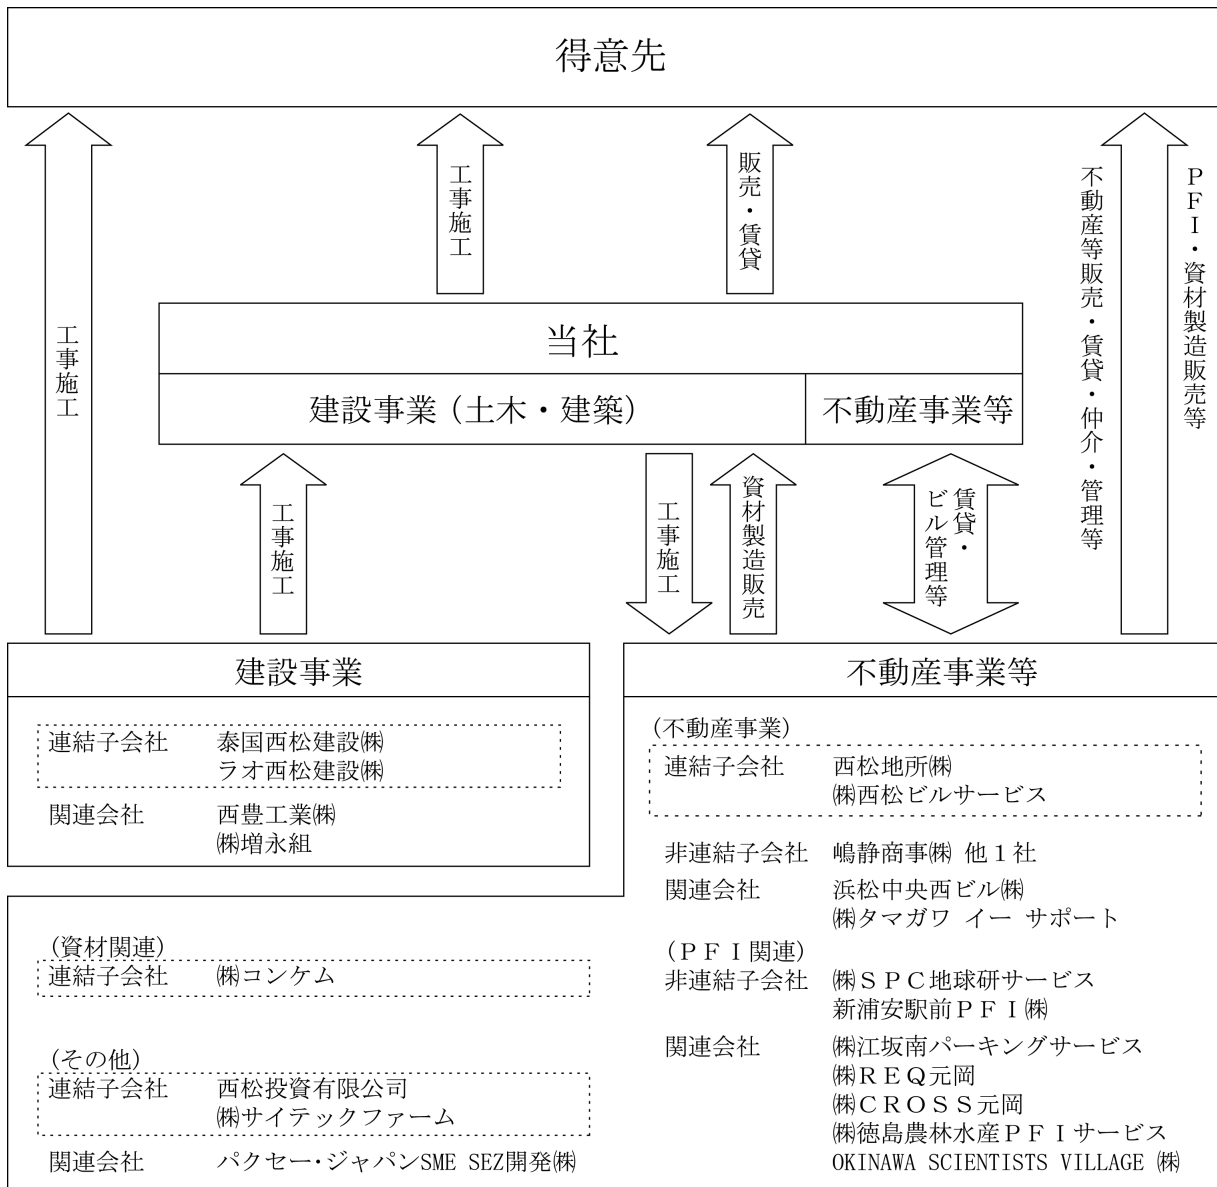 得意先
工事施工
工事施工
販売・賃貸
不動産等販売・賃貸・仲介・管理等
ＰＦＩ・資材製造販売等
当社
建設事業（土木・建築）
不動産事業等
工事施工
工事施工
資材製造販売
賃貸・
ビル管理等
建設事業
連結子会社　泰国西松建設㈱
ラオ西松建設㈱
関連会社　西豊工業㈱
㈱増永組
不動産事業等
(不動産事業)
連結子会社　西松地所㈱
㈱西松ビルサービス
非連結子会社　嶋静商事㈱ 他１社
関連会社　浜松中央西ビル㈱
㈱タマガワ イー サポート
(ＰＦＩ関連)
非連結子会社　㈱ＳＰＣ地球研サービス
新浦安駅前ＰＦＩ㈱
関連会社　㈱江坂南パーキングサービス
㈱ＲＥＱ元岡
㈱ＣＲＯＳＳ元岡
㈱徳島農林水産ＰＦＩサービス
OKINAWA SCIENTISTS VILLAGE ㈱
(資材関連)
連結子会社　㈱コンケム
(その他)
連結子会社　西松投資有限公司
㈱サイテックファーム
関連会社　パクセー・ジャパンSME SEZ開発㈱